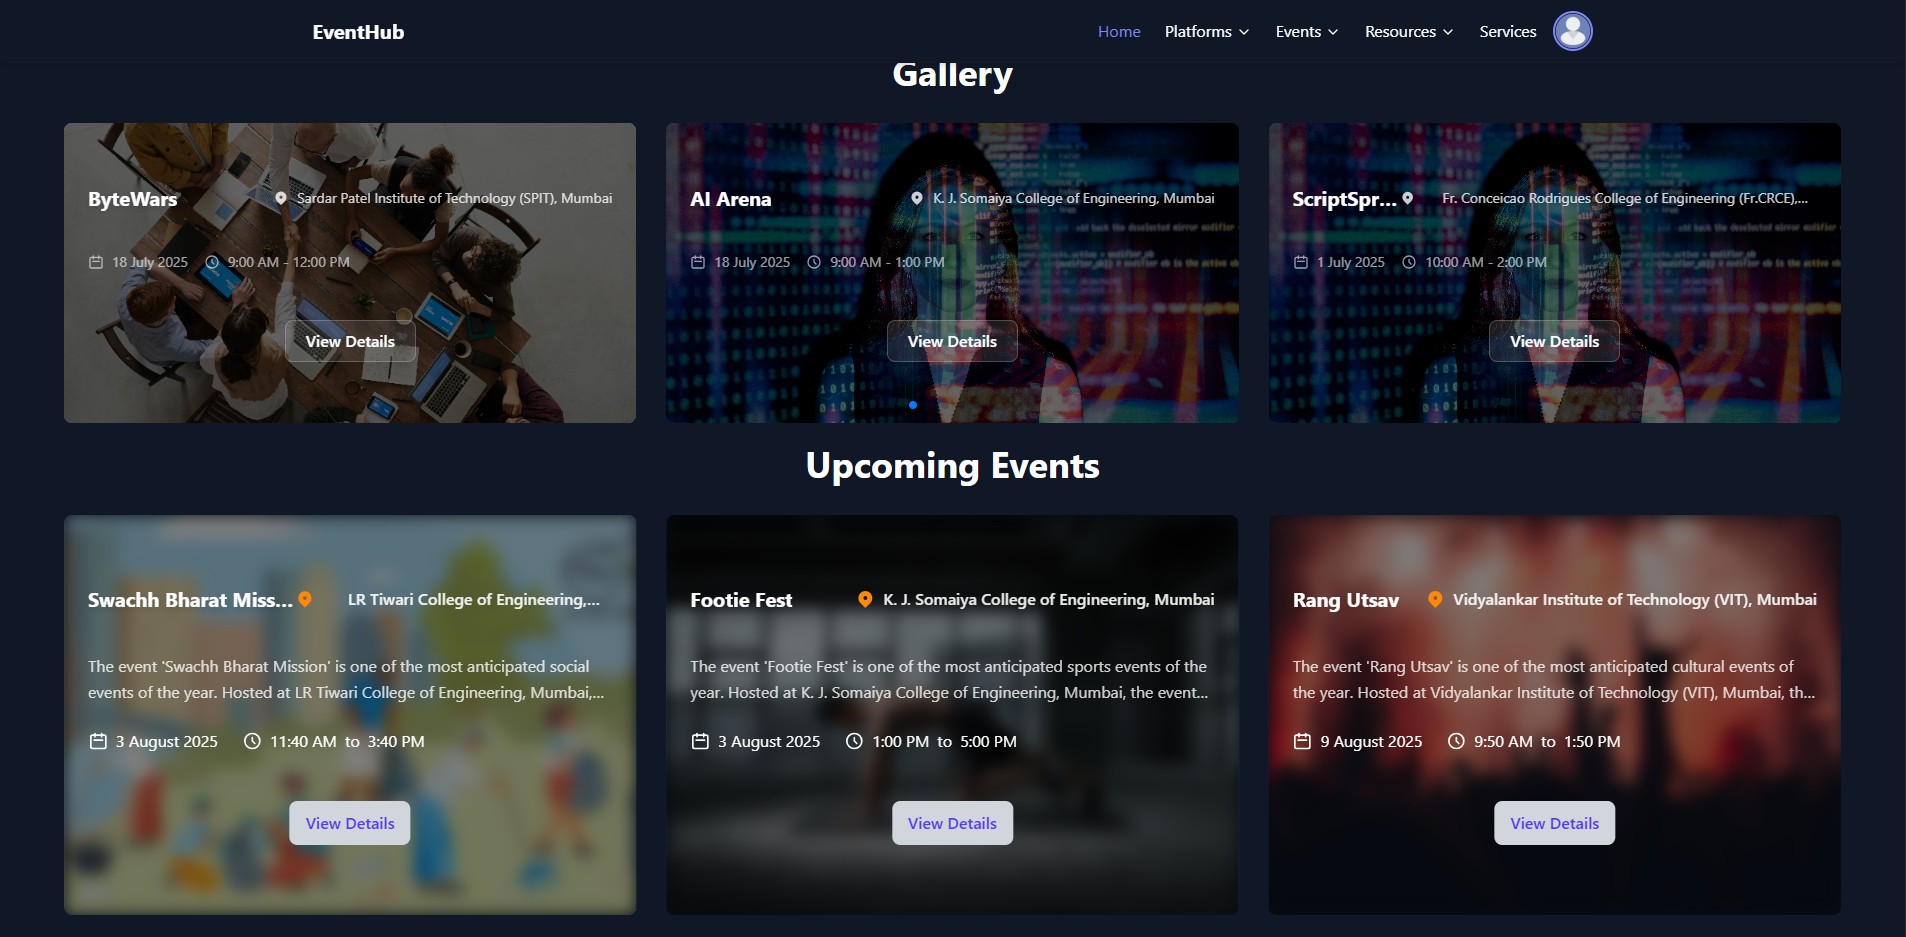 EventHub
Home Platforms Events Resources Services
Gallery
ByteWars Sardar Patel Institute of Technology (SPIT), Mumbai
18 July 2025 9:00 AM - 12:00 PM
View Details
AI Arena K. J. Somaiya College of Engineering, Mumbai
18 July 2025 9:00 AM - 1:00 PM
View Details
ScriptSpr... Fr. Conceicao Rodrigues College of Engineering (Fr.CRCE),...
1 July 2025 10:00 AM - 2:00 PM
View Details
Upcoming Events
Swachh Bharat Miss... LR Tiwari College of Engineering,...
The event 'Swachh Bharat Mission' is one of the most anticipated social
events of the year. Hosted at LR Tiwari College of Engineering, Mumbai,...
3 August 2025 11:40 AM to 3:40 PM
View Details
Footie Fest K. J. Somaiya College of Engineering, Mumbai
The event 'Footie Fest' is one of the most anticipated sports events of the
year. Hosted at K. J. Somaiya College of Engineering, Mumbai, the event...
3 August 2025 1:00 PM to 5:00 PM
View Details
Rang Utsav Vidyalankar Institute of Technology (VIT), Mumbai
The event 'Rang Utsav' is one of the most anticipated cultural events of
the year. Hosted at Vidyalankar Institute of Technology (VIT), Mumbai, th...
9 August 2025 9:50 AM to 1:50 PM
View Details